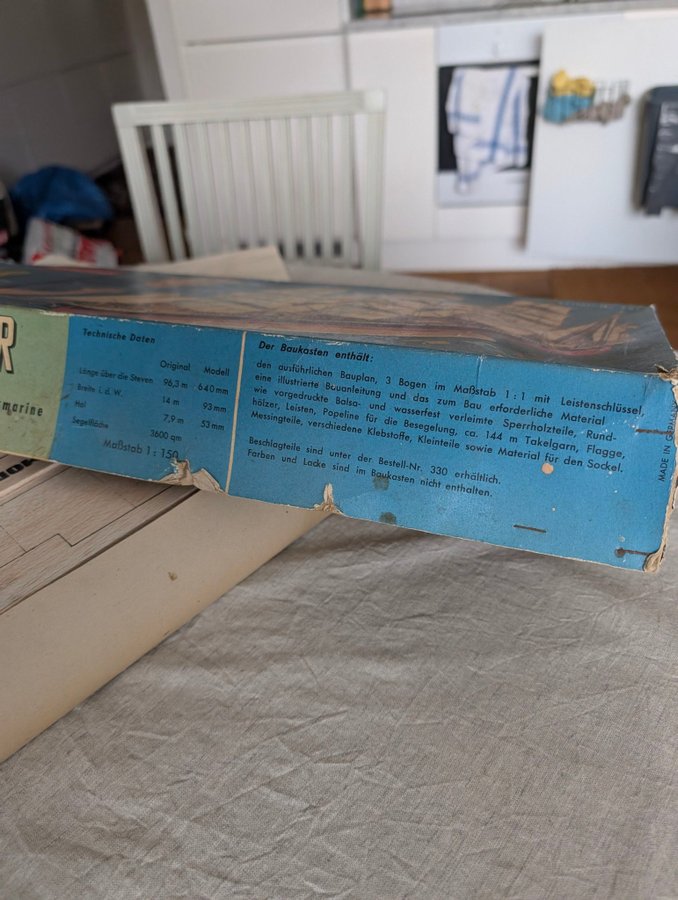 R
marine
Technische Daten
Original Modell
Länge über die Steven 96,3 m 640 mm
Breite i. d. W. 14 m 93 mm
Hol 7,9 m 53 mm
Segelfläche 3600 qm
Maßstab 1 : 150
Der Baukasten enthält:
den ausführlichen Bauplan, 3 Bogen im Maßstab 1 : 1 mit Leistenschlüssel,
eine illustrierte Bauanleitung und das zum Bau erforderliche Material
wie vorgedruckte Balsa- und wasserfest verleimte Sperrholzteile, Rund-
hölzer, Leisten, Popeline für die Besegelung, ca. 144 m Takelgarn, Flagge,
Messingteile, verschiedene Klebstoffe, Kleinteile sowie Material für den Sockel.
Beschlagteile sind unter der Bestell-Nr. 330 erhältlich.
Farben und Lacke sind im Baukasten nicht enthalten.
MADE IN